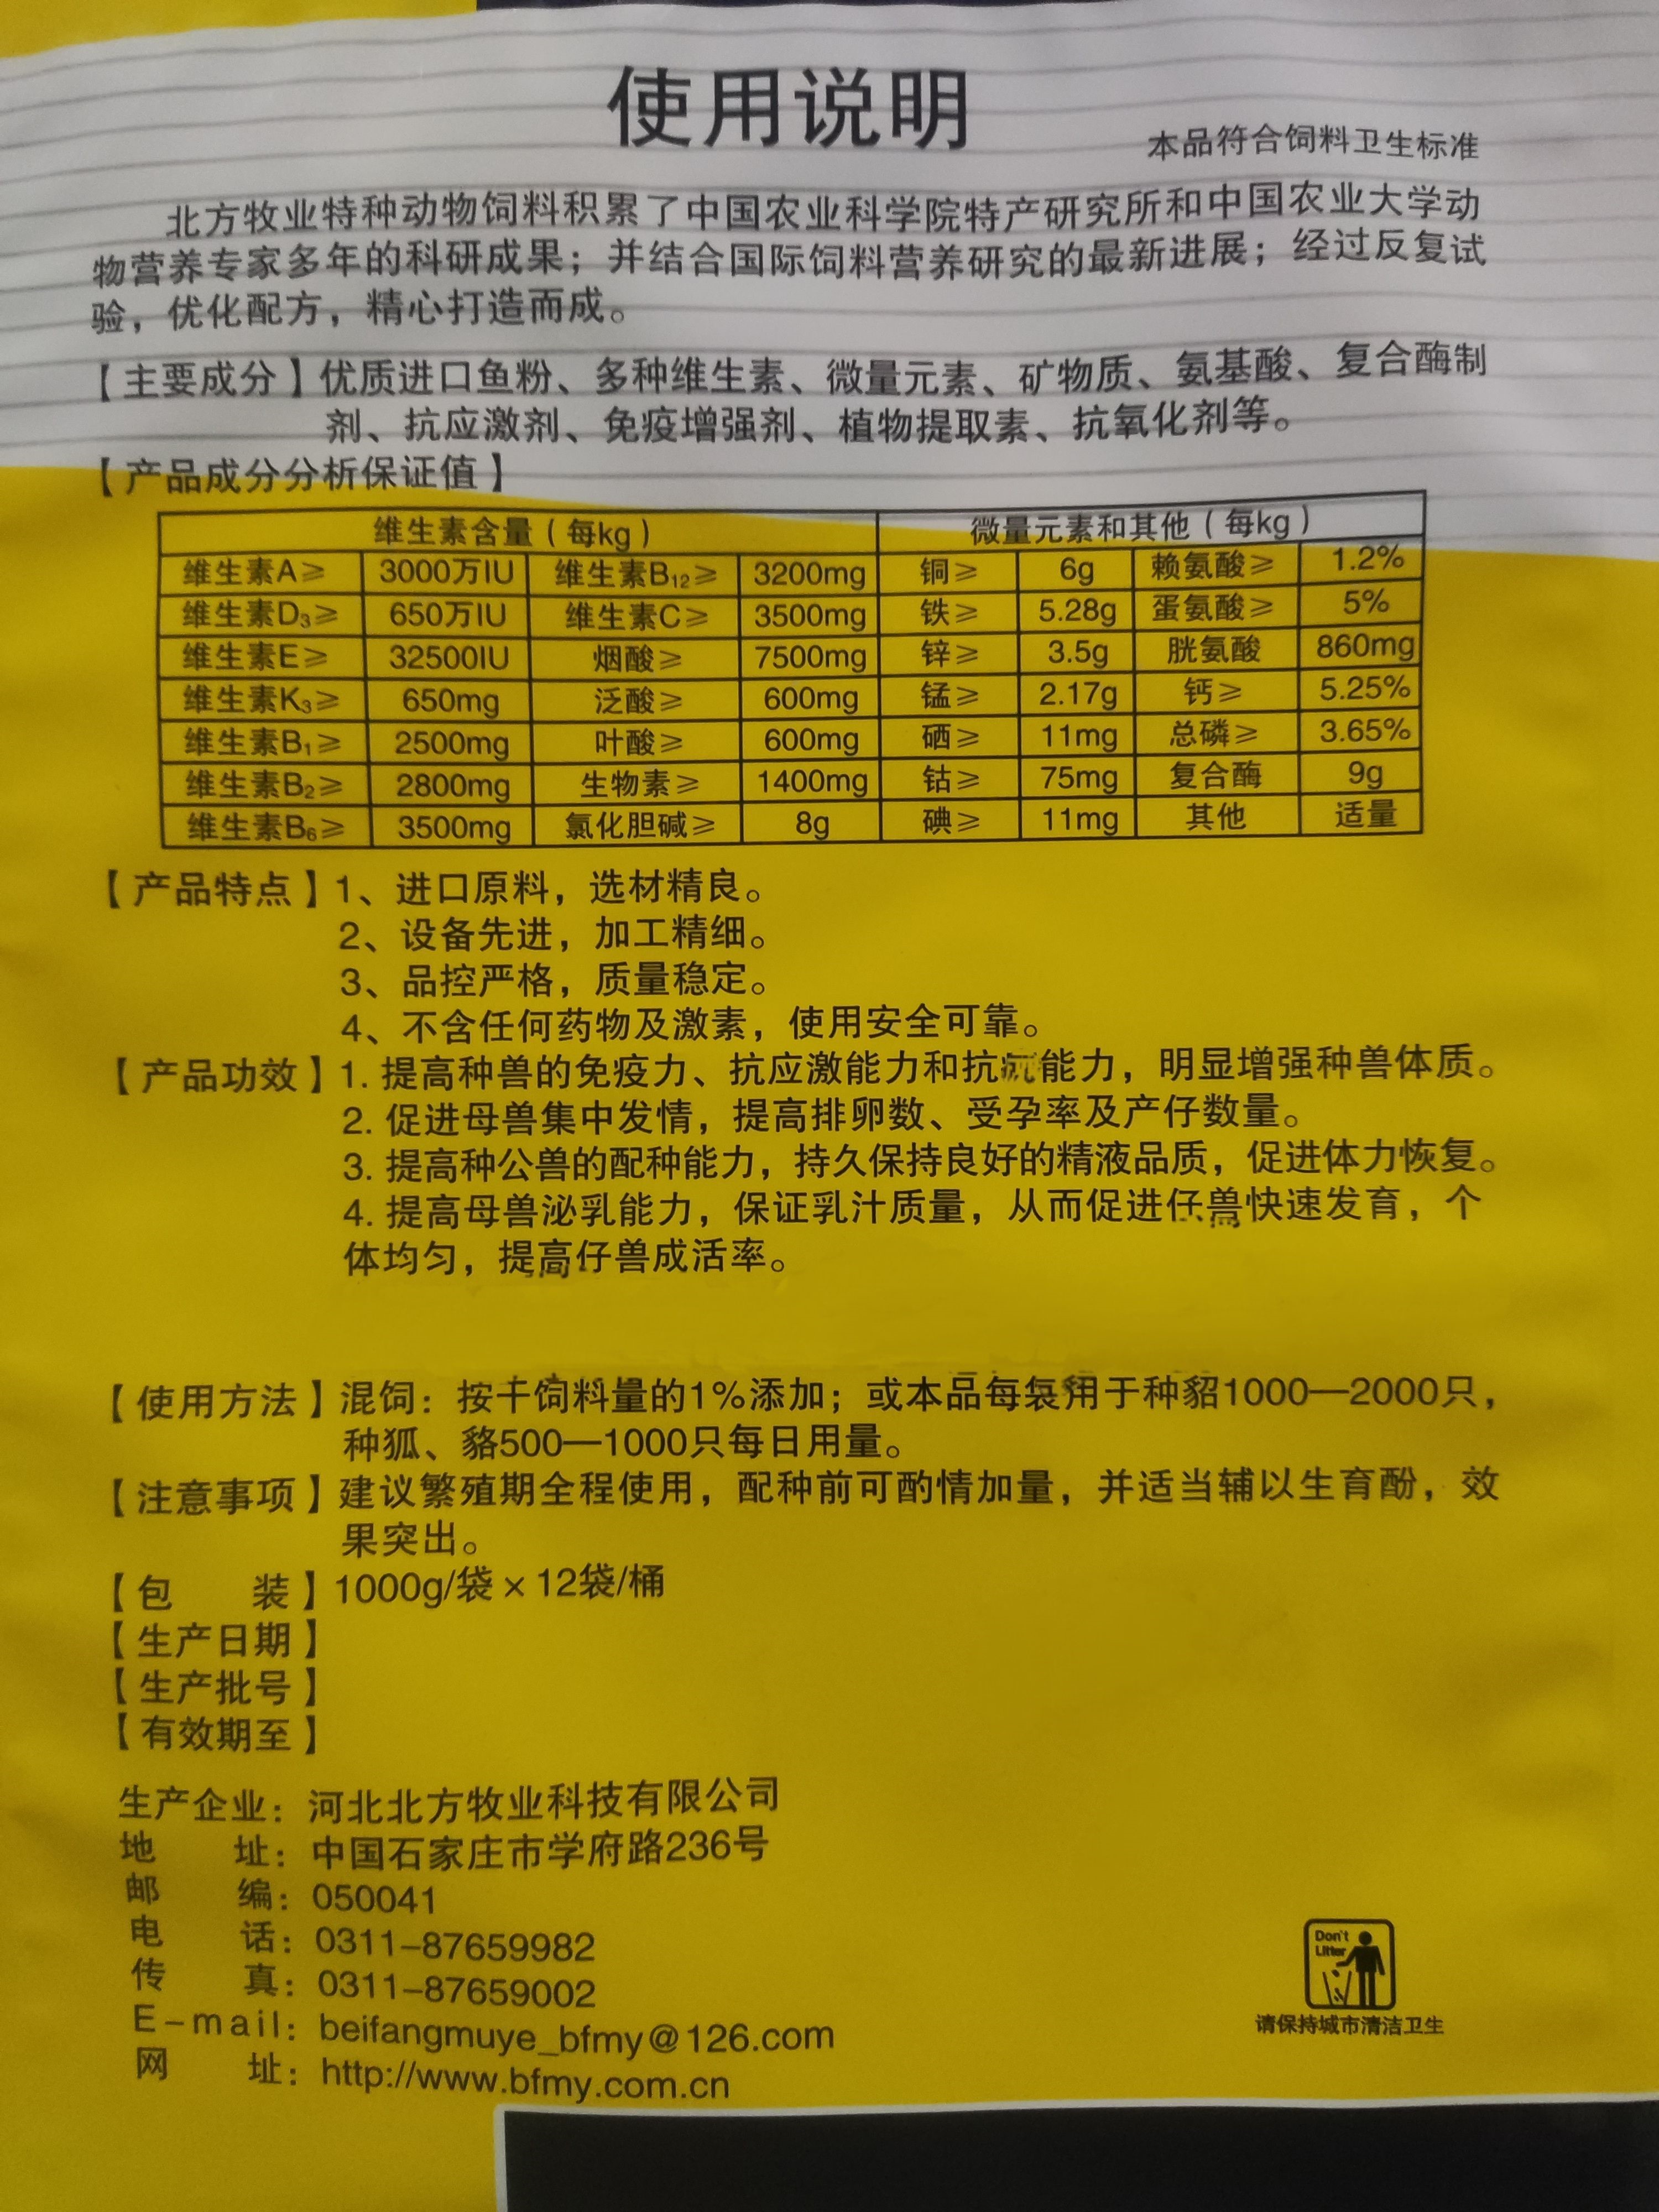 使用说明
本品符合饲料卫生标准
北方牧业特种动物饲料积累了中国农业科学院特产研究所和中国农业大学动
物营养专家多年的科研成果；并结合国际饲料营养研究的最新进展；经过反复试
验，优化配方，精心打造而成。
【主要成分】优质进口鱼粉、多种维生素、微量元素、矿物质、氨基酸、复合酶制
剂、抗应激剂、免疫增强剂、植物提取素、抗氧化剂等。
【产品成分分析保证值】
维生素含量（每kg） 微量元素和其他（每kg）
维生素A≥ 3000万IU 维生素B₁₂≥ 3200mg 铜≥ 6g 赖氨酸≥ 1.2%
维生素D₃≥ 650万IU 维生素C≥ 3500mg 铁≥ 5.28g 蛋氨酸≥ 5%
维生素E≥ 32500IU 烟酸≥ 7500mg 锌≥ 3.5g 胱氨酸 860mg
维生素K₃≥ 650mg 泛酸≥ 600mg 锰≥ 2.17g 钙≥ 5.25%
维生素B₁≥ 2500mg 叶酸≥ 600mg 硒≥ 11mg 总磷≥ 3.65%
维生素B₂≥ 2800mg 生物素≥ 1400mg 钴≥ 75mg 复合酶 9g
维生素B₆≥ 3500mg 氯化胆碱≥ 8g 碘≥ 11mg 其他 适量
【产品特点】1、进口原料，选材精良。
2、设备先进，加工精细。
3、品控严格，质量稳定。
4、不含任何药物及激素，使用安全可靠。
【产品功效】1. 提高种兽的免疫力、抗应激能力和抗能力，明显增强种兽体质。
2. 促进母兽集中发情，提高排卵数、受孕率及产仔数量。
3. 提高种公兽的配种能力，持久保持良好的精液品质，促进体力恢复。
4. 提高母兽泌乳能力，保证乳汁质量，从而促进仔兽快速发育，个
体均匀，提高仔兽成活率。
【使用方法】混饲：按干饲料量的1%添加；或本品每袋用于种貂1000—2000只，
种狐、貉500—1000只每日用量。
【注意事项】建议繁殖期全程使用，配种前可酌情加量，并适当辅以生育酚，效
果突出。
【包 装】1000g/袋×12袋/桶
【生产日期】
【生产批号】
【有效期至】
生产企业：河北北方牧业科技有限公司
地 址：中国石家庄市学府路236号
邮 编：050041
电 话：0311-87659982
传 真：0311-87659002
E-mail：beifangmuye_bfmy@126.com
网 址：http://www.bfmy.com.cn
Don't
Litter
请保持城市清洁卫生